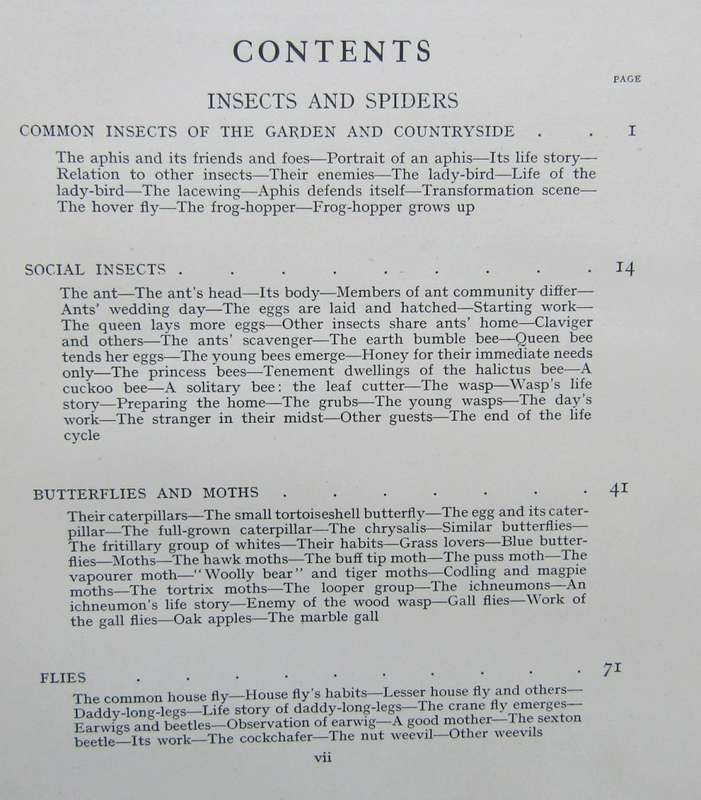 CONTENTS
PAGE
INSECTS AND SPIDERS
COMMON INSECTS OF THE GARDEN AND COUNTRYSIDE . . 1
The aphis and its friends and foes—Portrait of an aphis—Its life story—
Relation to other insects—Their enemies—The lady-bird—Life of the
lady-bird—The lacewing—Aphis defends itself—Transformation scene—
The hover fly—The frog-hopper—Frog-hopper grows up
SOCIAL INSECTS . . . . . . . . . 14
The ant—The ant's head—Its body—Members of ant community differ—
Ants' wedding day—The eggs are laid and hatched—Starting work—
The queen lays more eggs—Other insects share ants' home—Claviger
and others—The ants' scavenger—The earth bumble bee—Queen bee
tends her eggs—The young bees emerge—Honey for their immediate needs
only—The princess bees—Tenement dwellings of the halictus bee—A
cuckoo bee—A solitary bee: the leaf cutter—The wasp—Wasp's life
story—Preparing the home—The grubs—The young wasps—The day's
work—The stranger in their midst—Other guests—The end of the life
cycle
BUTTERFLIES AND MOTHS . . . . . . . 41
Their caterpillars—The small tortoiseshell butterfly—The egg and its cater-
pillar—The full-grown caterpillar—The chrysalis—Similar butterflies—
The fritillary group of whites—Their habits—Grass lovers—Blue butter-
flies—Moths—The hawk moths—The buff tip moth—The puss moth—The
vapourer moth—"Woolly bear" and tiger moths—Codling and magpie
moths—The tortrix moths—The looper group—The ichneumons—An
ichneumon's life story—Enemy of the wood wasp—Gall flies—Work of
the gall flies—Oak apples—The marble gall
FLIES . . . . . . . . . . 71
The common house fly—House fly's habits—Lesser house fly and others—
Daddy-long-legs—Life story of daddy-long-legs—The crane fly emerges—
Earwigs and beetles—Observation of earwig—A good mother—The sexton
beetle—Its work—The cockchafer—The nut weevil—Other weevils
vii